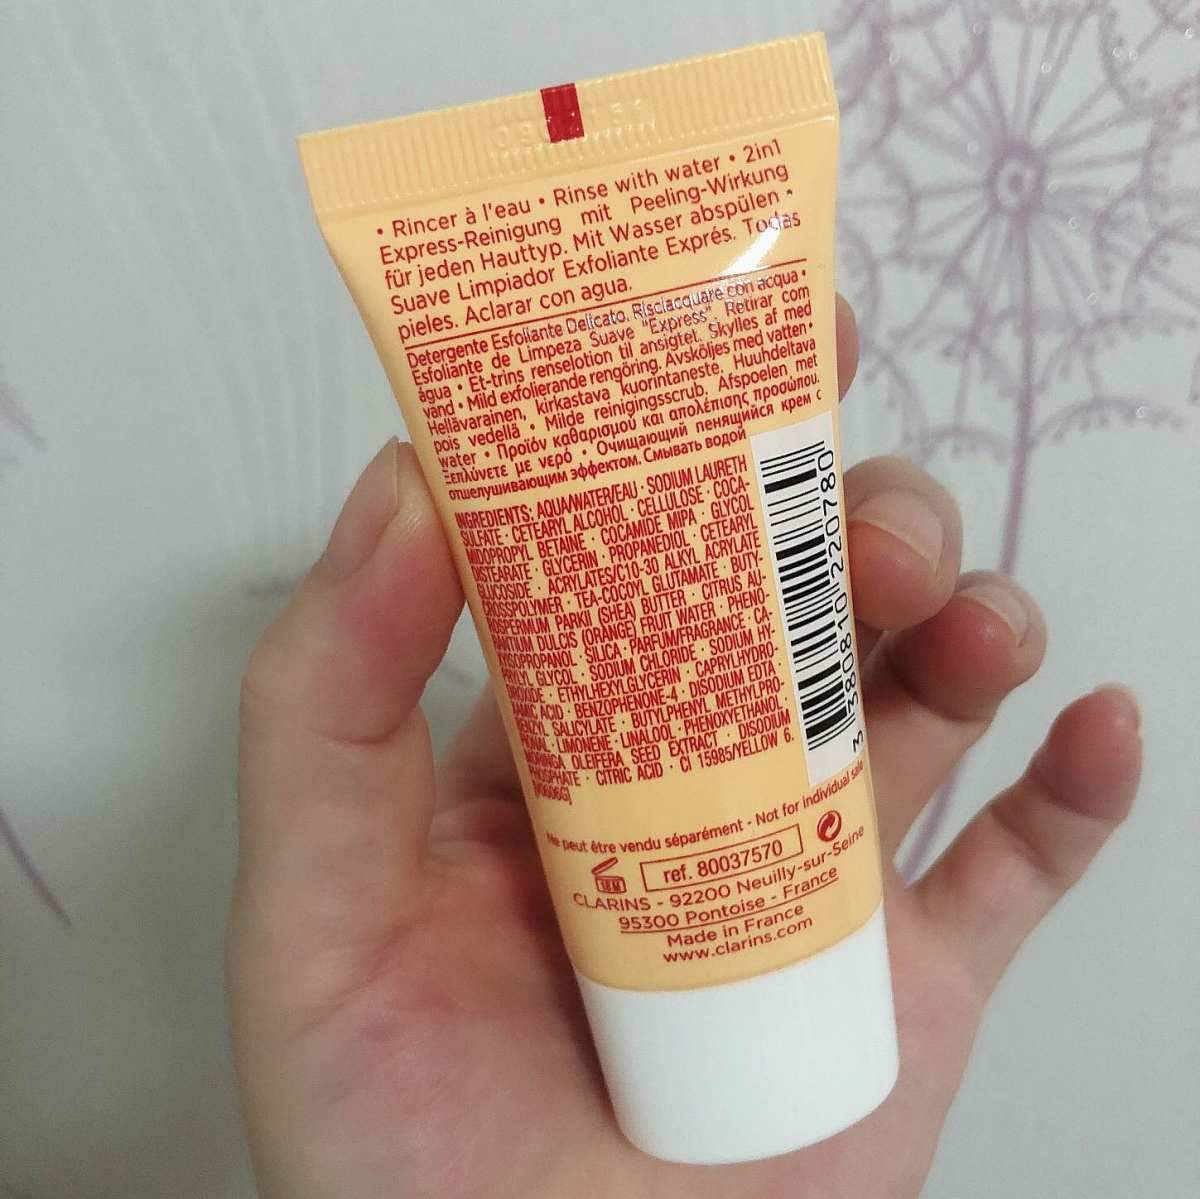 • Rincer à l'eau • Rinse with water • 2in1
Express-Reinigung mit Peeling-Wirkung
für jeden Hauttyp. Mit Wasser abspülen •
Suave Limpiador Exfoliante Exprés. Todas
pieles. Aclarar con agua.
Detergente Esfoliante Delicato. Risciacquare con acqua •
Esfoliante de Limpeza Suave "Express". Retirar com
água • Et-trins renselotion til ansigtet. Skylles af med
vand • Mild exfolierande rengöring. Avsköljes med vatten •
Hellävarainen, kirkastava kuorintaneste. Huuhdeltava
pois vedellä • Milde reinigingsscrub. Afspoelen met
water • Προϊόν καθαρισμού και απολέπισης προσώπου.
Ξεπλύνετε με νερό • Очищающий пенящийся крем с
отшелушивающим эффектом. Смывать водой
INGREDIENTS: AQUA/WATER/EAU · SODIUM LAURETH
SULFATE · CETEARYL ALCOHOL · CELLULOSE · COCA-
MIDOPROPYL BETAINE · COCAMIDE MIPA · GLYCOL
DISTEARATE · GLYCERIN · PROPANEDIOL · CETEARYL
GLUCOSIDE · ACRYLATES/C10-30 ALKYL ACRYLATE
CROSSPOLYMER · TEA-COCOYL GLUTAMATE · BUTY-
ROSPERMUM PARKII (SHEA) BUTTER · CITRUS AU-
RANTIUM DULCIS (ORANGE) FRUIT WATER · PHENO-
XYISOPROPANOL · SILICA · PARFUM/FRAGRANCE · CA-
PRYLYL GLYCOL · SODIUM CHLORIDE · SODIUM HY-
DROXIDE · ETHYLHEXYLGLYCERIN · CAPRYLHYDRO-
XAMIC ACID · BENZOPHENONE-4 · DISODIUM EDTA ·
BENZYL SALICYLATE · BUTYLPHENYL METHYLPRO-
PIONAL · LIMONENE · LINALOOL · PHENOXYETHANOL ·
MORINGA OLEIFERA SEED EXTRACT · DISODIUM
PHOSPHATE · CITRIC ACID · CI 15985/YELLOW 6.
[M0606G]
3 380810 220780
Ne peut être vendu séparément - Not for individual sale
18 M
ref. 80037570
CLARINS - 92200 Neuilly-sur-Seine
95300 Pontoise - France
Made in France
www.clarins.com